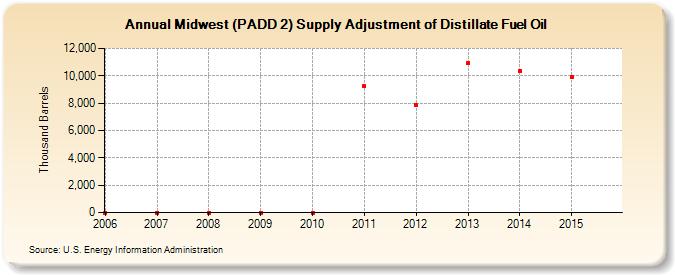 Annual Midwest (PADD 2) Supply Adjustment of Distillate Fuel Oil
Thousand Barrels
12,000
10,000
8,000
6,000
4,000
2,000
0
2006 2007 2008 2009 2010 2011 2012 2013 2014 2015
Source: U.S. Energy Information Administration